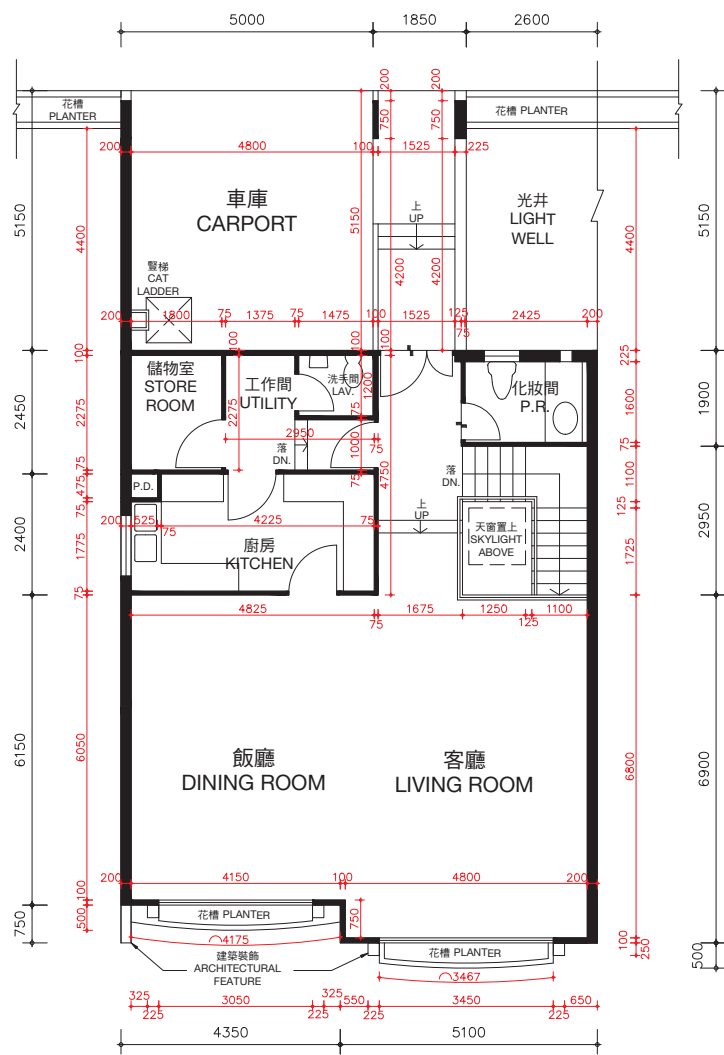 5000
1850
2600
200
200
花槽
PLANTER
花槽 PLANTER
750
750
200
4800
100
1525
225
車庫
CARPORT
光井
LIGHT
WELL
上
UP
5150
5150
5150
4400
4400
4200
4200
豎梯
CAT
LADDER
200
1800
75
1375
75
1475
100
1525
125
75
2425
200
100
100
100
225
儲物室
STORE
ROOM
工作間
UTILITY
洗手間
LAV.
化妝間
P.R.
2450
2275
2275
1200
1600
1900
75
2950
75
落
DN.
1000
4750
75
75
75
落
DN.
475
P.D.
1100
75
200
525
75
4225
75
上
UP
125
天窗置上
SKYLIGHT
ABOVE
2400
1775
廚房
KITCHEN
1725
2950
75
4825
75
1675
1250
125
1100
6150
6050
飯廳
DINING ROOM
客廳
LIVING ROOM
6800
6900
200
4150
100
4800
200
100
750
花槽 PLANTER
750
500
4175
花槽 PLANTER
100
250
500
建築裝飾
ARCHITECTURAL
FEATURE
3467
325
225
3050
225
325
550
225
3450
225
650
4350
5100